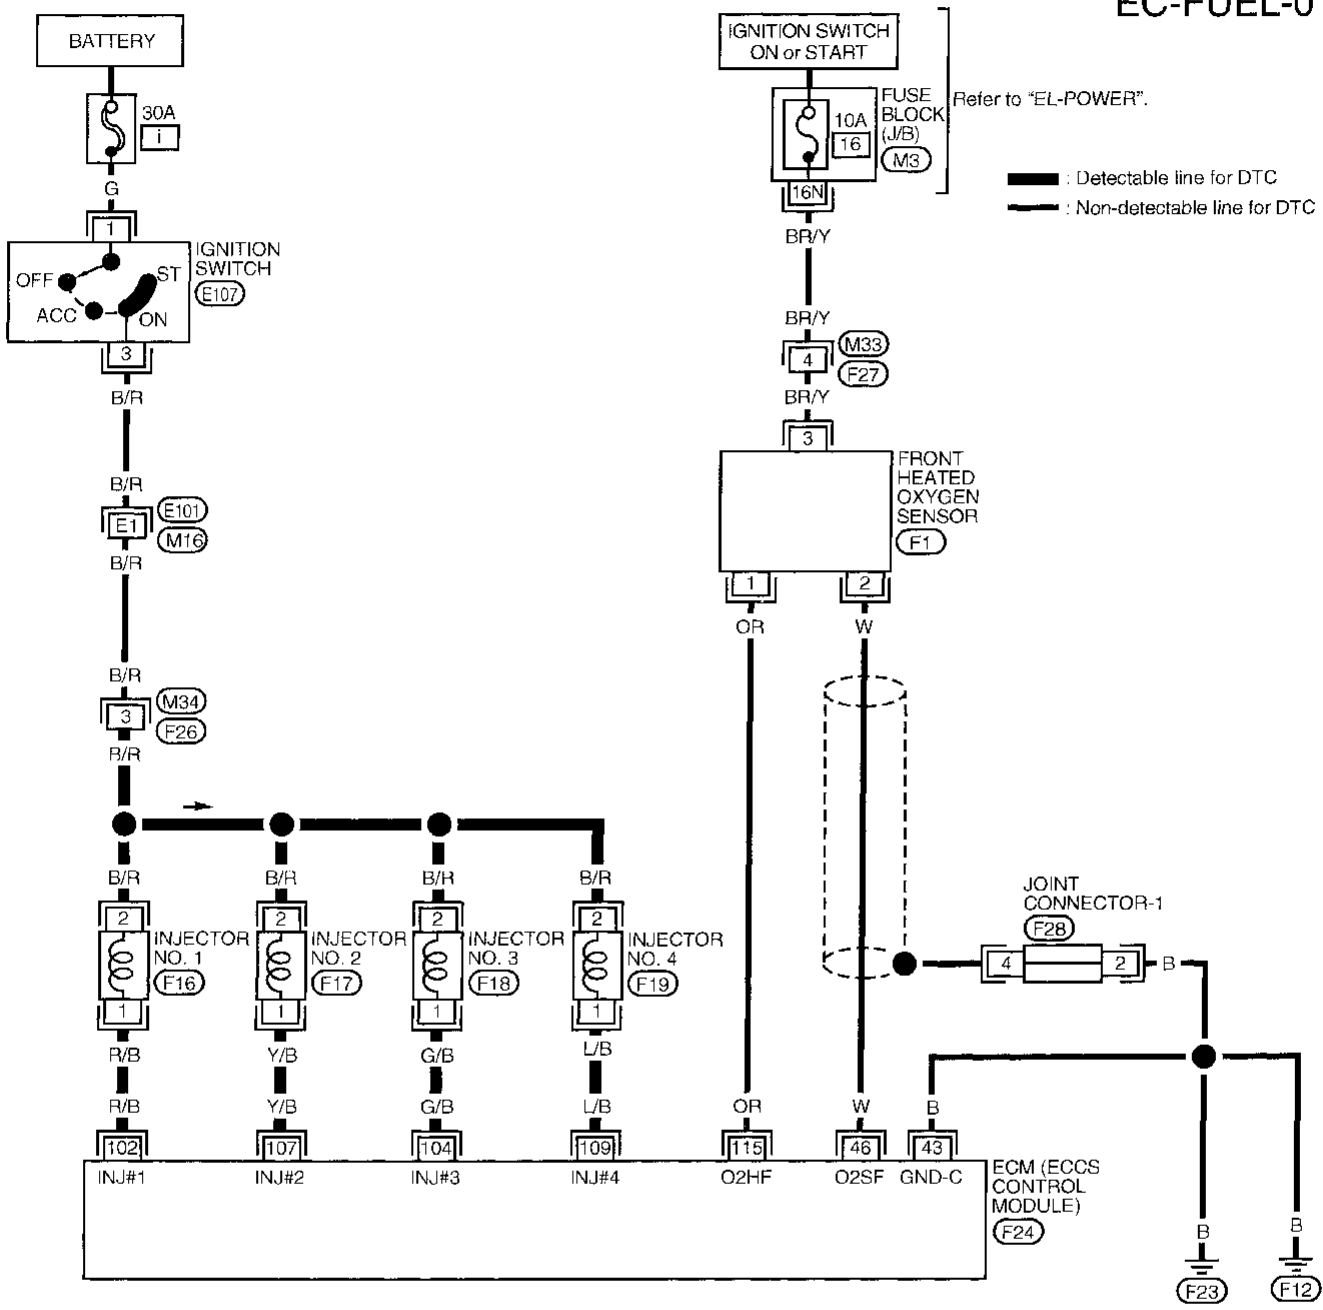 EC-FUEL-0
BATTERY
30A
i
G
1
IGNITION
SWITCH
E107
OFF
ST
ACC
ON
3
B/R
B/R
E1
E101
M16
B/R
B/R
3
M34
F26
B/R
IGNITION SWITCH
ON or START
Refer to "EL-POWER".
FUSE
BLOCK
(J/B)
M3
10A
16
16N
BR/Y
: Detectable line for DTC
: Non-detectable line for DTC
BR/Y
4
M33
F27
BR/Y
3
FRONT
HEATED
OXYGEN
SENSOR
F1
1
2
OR
W
B/R
B/R
B/R
B/R
2
2
2
2
INJECTOR
NO. 1
F16
INJECTOR
NO. 2
F17
INJECTOR
NO. 3
F18
INJECTOR
NO. 4
F19
1
1
1
1
JOINT
CONNECTOR-1
F28
4
2
B
R/B
Y/B
G/B
L/B
R/B
Y/B
G/B
L/B
OR
W
B
102
107
104
109
115
46
43
INJ#1
INJ#2
INJ#3
INJ#4
O2HF
O2SF
GND-C
ECM (ECCS
CONTROL
MODULE)
F24
B
B
F23
F12